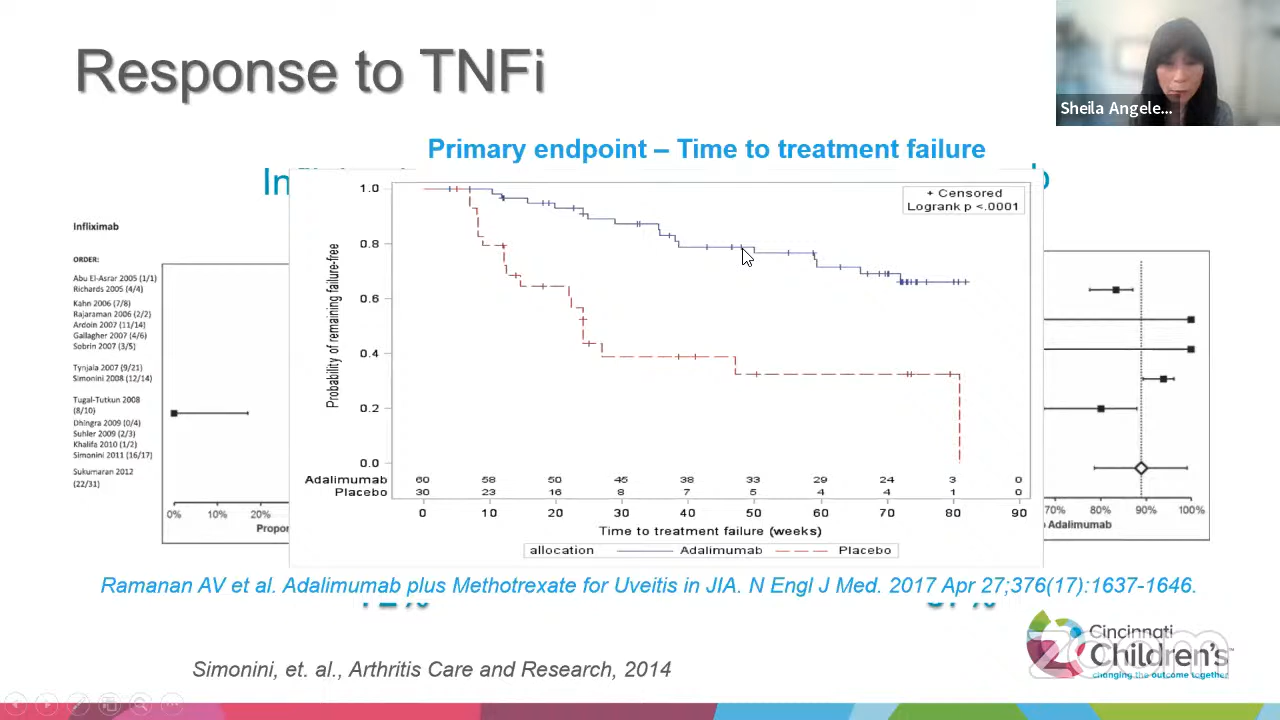 Response to TNFi
Sheila Angele...
Primary endpoint – Time to treatment failure
Infliximab
ORDER:
Abu El-Asrar 2005 (1/1)
Richards 2005 (4/4)
Kahn 2006 (7/8)
Rajaraman 2006 (2/2)
Ardoin 2007 (11/14)
Gallagher 2007 (4/6)
Sobrin 2007 (3/5)
Tynjala 2007 (9/21)
Simonini 2008 (12/14)
Tugal-Tutkun 2008
(8/10)
Dhingra 2009 (0/4)
Suhler 2009 (2/3)
Khalifa 2010 (1/2)
Simonini 2011 (16/17)
Sukumaran 2012
(22/31)
0% 10% 20%
Propor
+ Censored
Logrank p <.0001
Probability of remaining failure-free
1.0
0.8
0.6
0.4
0.2
0.0
Adalimumab 60 58 50 45 38 33 29 24 3 0
Placebo 30 23 16 8 7 5 4 4 1 0
0 10 20 30 40 50 60 70 80 90
Time to treatment failure (weeks)
allocation Adalimumab Placebo
70% 80% 90% 100%
Adalimumab
Ramanan AV et al. Adalimumab plus Methotrexate for Uveitis in JIA. N Engl J Med. 2017 Apr 27;376(17):1637-1646.
Simonini, et. al., Arthritis Care and Research, 2014
Cincinnati
Children's
changing the outcome together
zoom